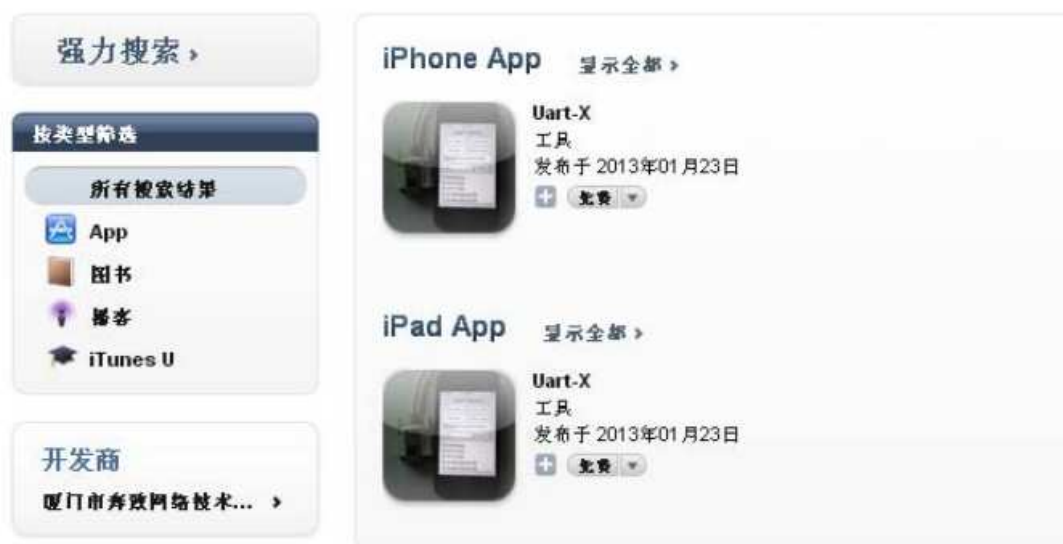 强力搜索 ›
按类型筛选
所有搜索结果
App
图书
播客
iTunes U
开发商
厦门市奔致网络技术... ›
iPhone App 显示全部 ›
Uart-X
工具
发布于 2013年01月23日
免费
iPad App 显示全部 ›
Uart-X
工具
发布于 2013年01月23日
免费